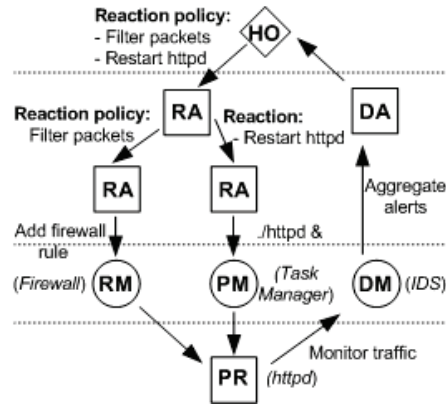 Reaction policy:
- Filter packets
- Restart httpd
HO
Reaction policy:
Filter packets
RA
Reaction:
- Restart httpd
DA
RA
RA
Aggregate
alerts
Add firewall
rule
./httpd &
(Firewall)
RM
PM
(Task
Manager)
DM
(IDS)
PR
(httpd)
Monitor traffic